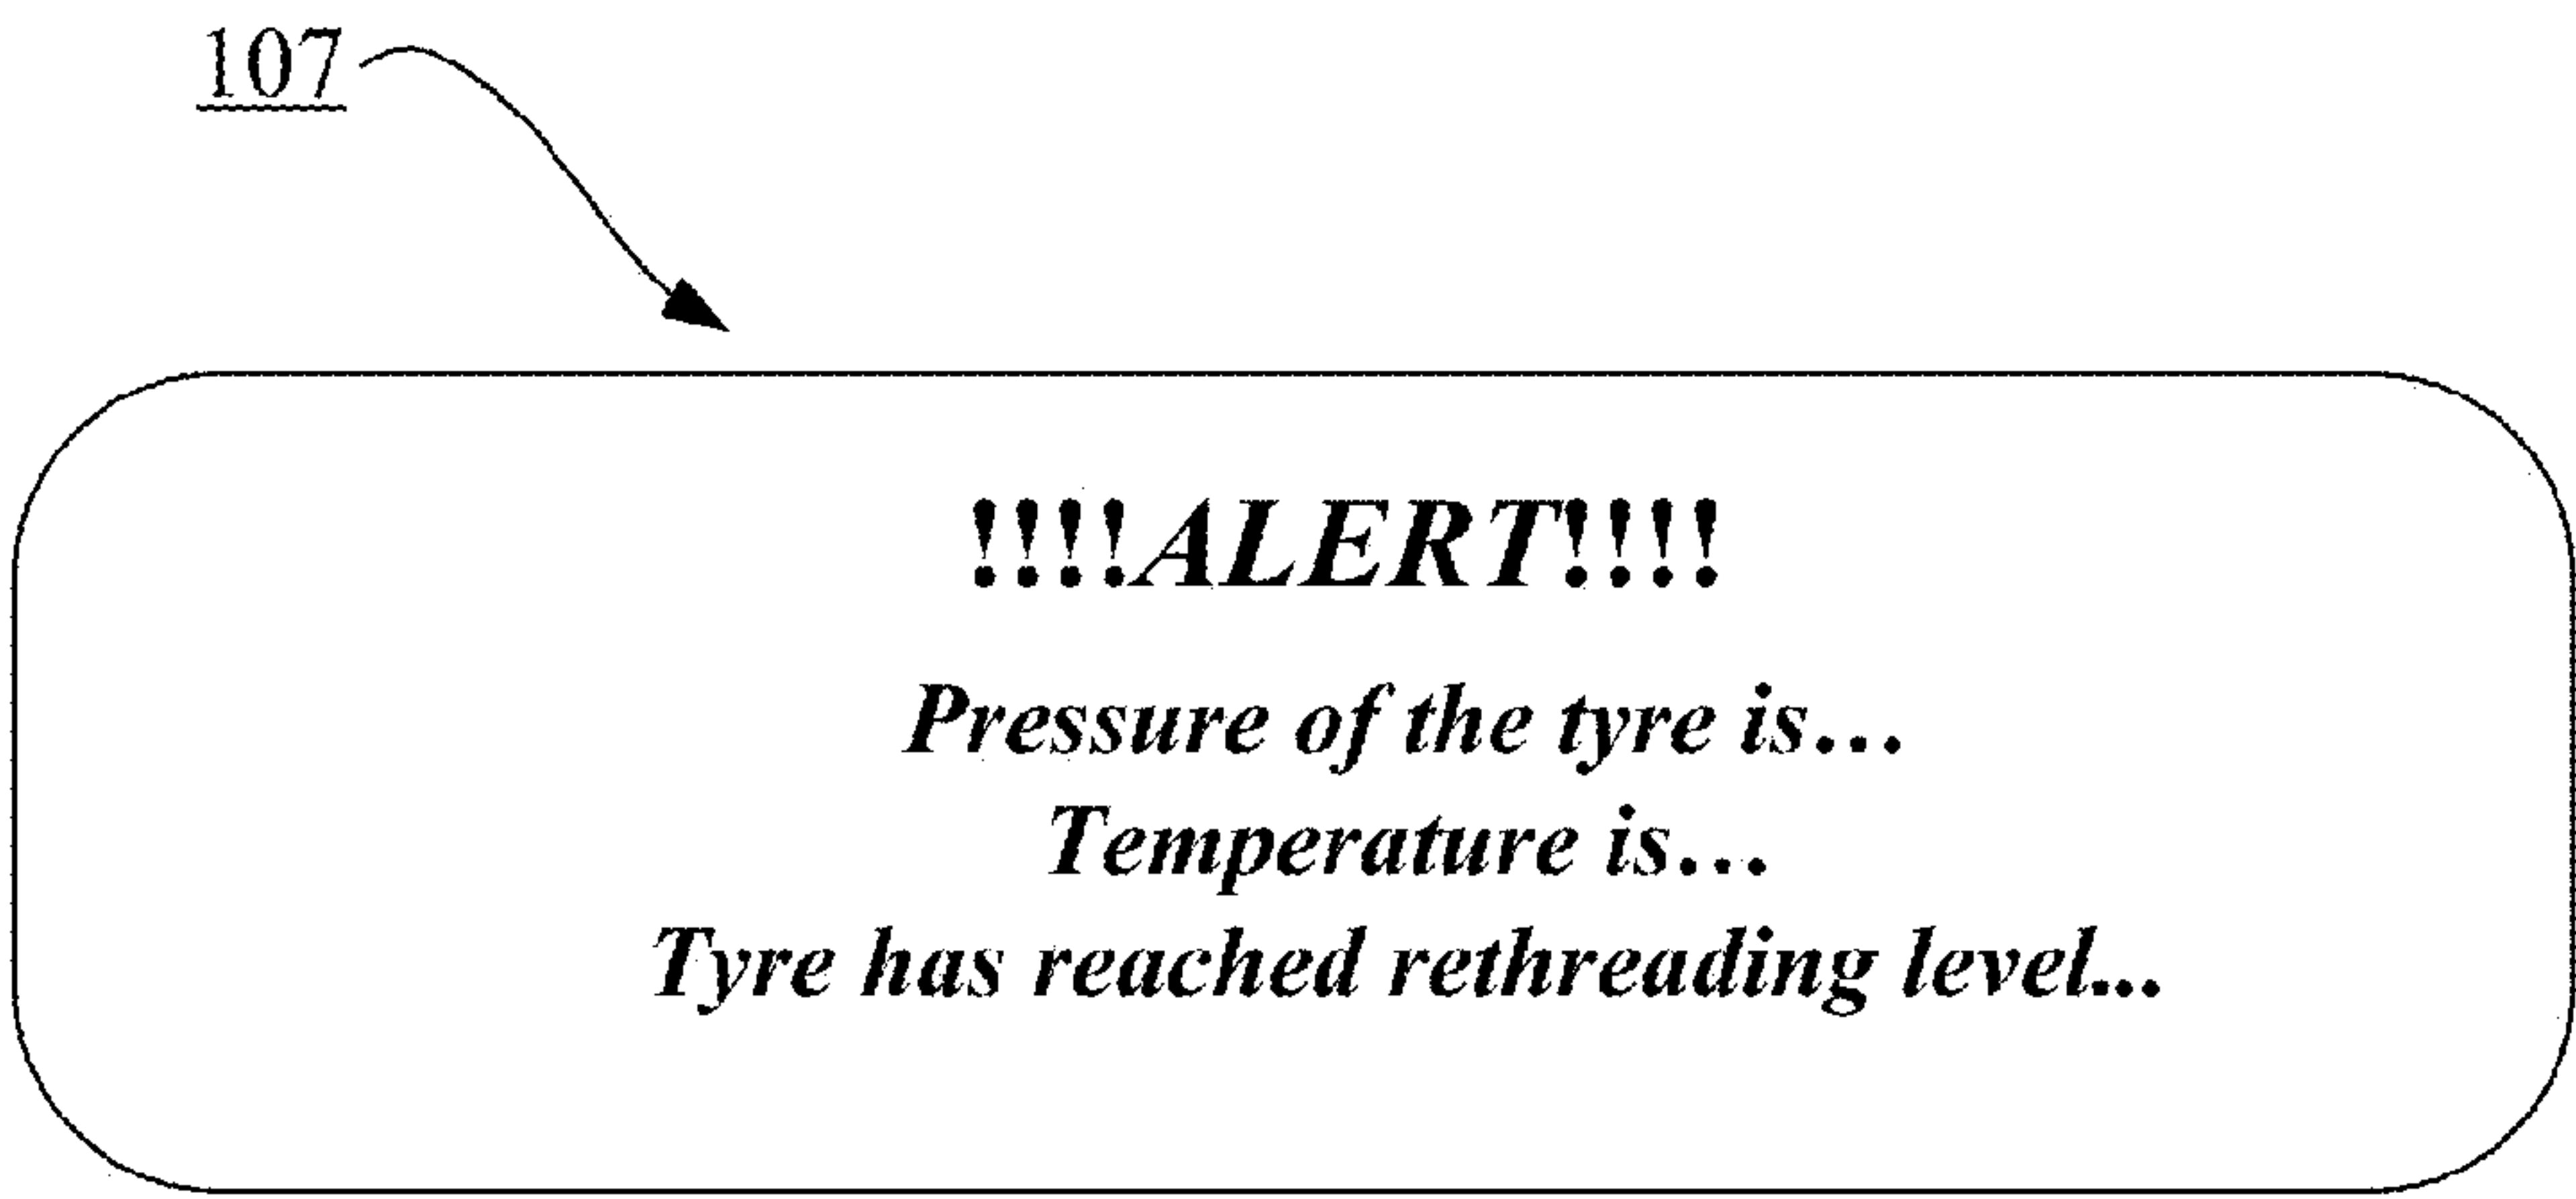 107
!!!!ALERT!!!!
Pressure of the tyre is...
Temperature is...
Tyre has reached rethreading level...